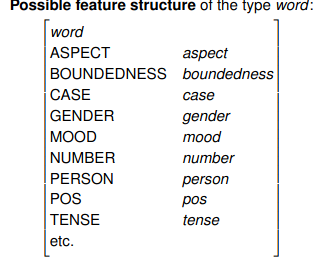 Possible feature structure of the type word:
word
ASPECT aspect
BOUNDEDNESS boundedness
CASE case
GENDER gender
MOOD mood
NUMBER number
PERSON person
POS pos
TENSE tense
etc.